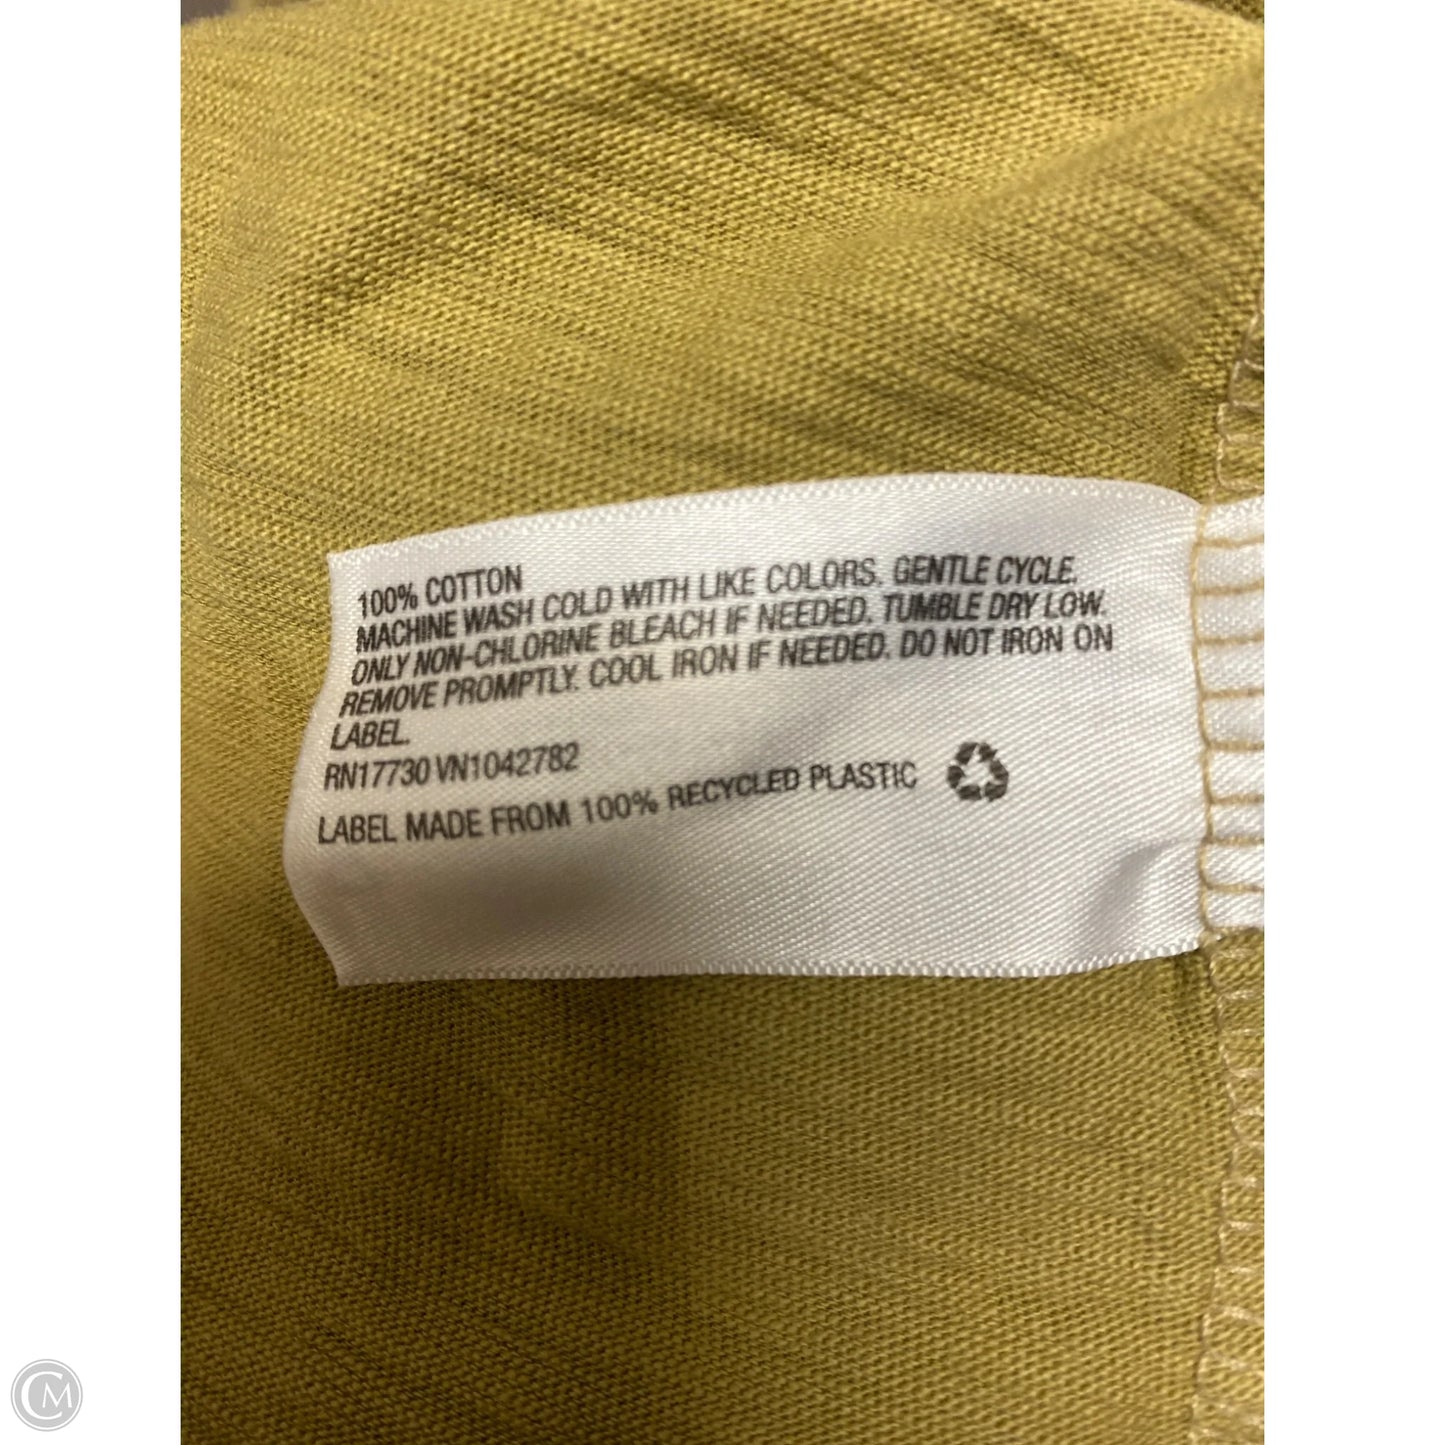 100% COTTON
MACHINE WASH COLD WITH LIKE COLORS. GENTLE CYCLE.
ONLY NON-CHLORINE BLEACH IF NEEDED. TUMBLE DRY LOW.
REMOVE PROMPTLY. COOL IRON IF NEEDED. DO NOT IRON ON
LABEL.
RN17730 VN1042782
LABEL MADE FROM 100% RECYCLED PLASTIC
CM